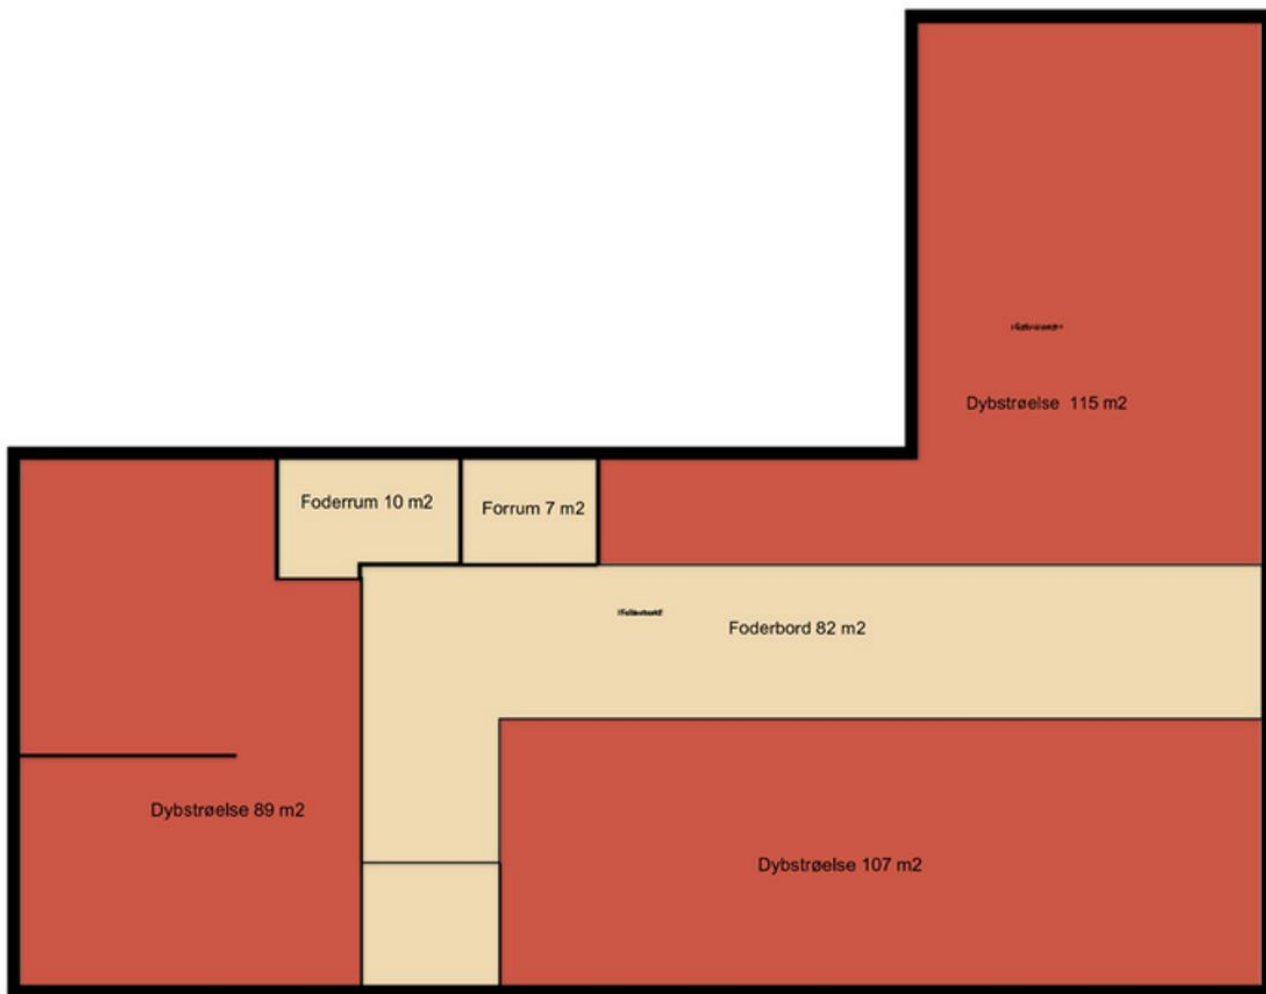 Dybstrøelse  115 m2
Foderrum 10 m2
Forrum 7 m2
Foderbord 82 m2
Dybstrøelse 89 m2
Dybstrøelse 107 m2